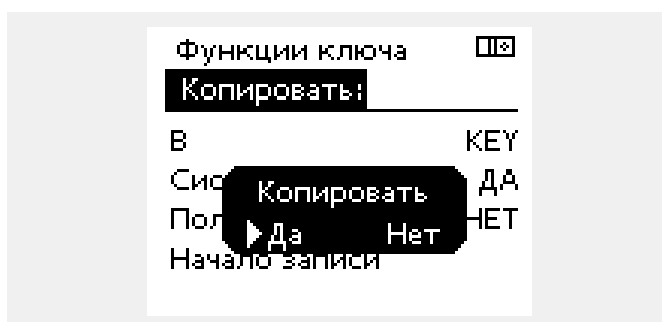 Функции ключа
Копировать:
В KEY
Сис ДА
Пол НЕТ
Начало записи
Копировать
Да Нет